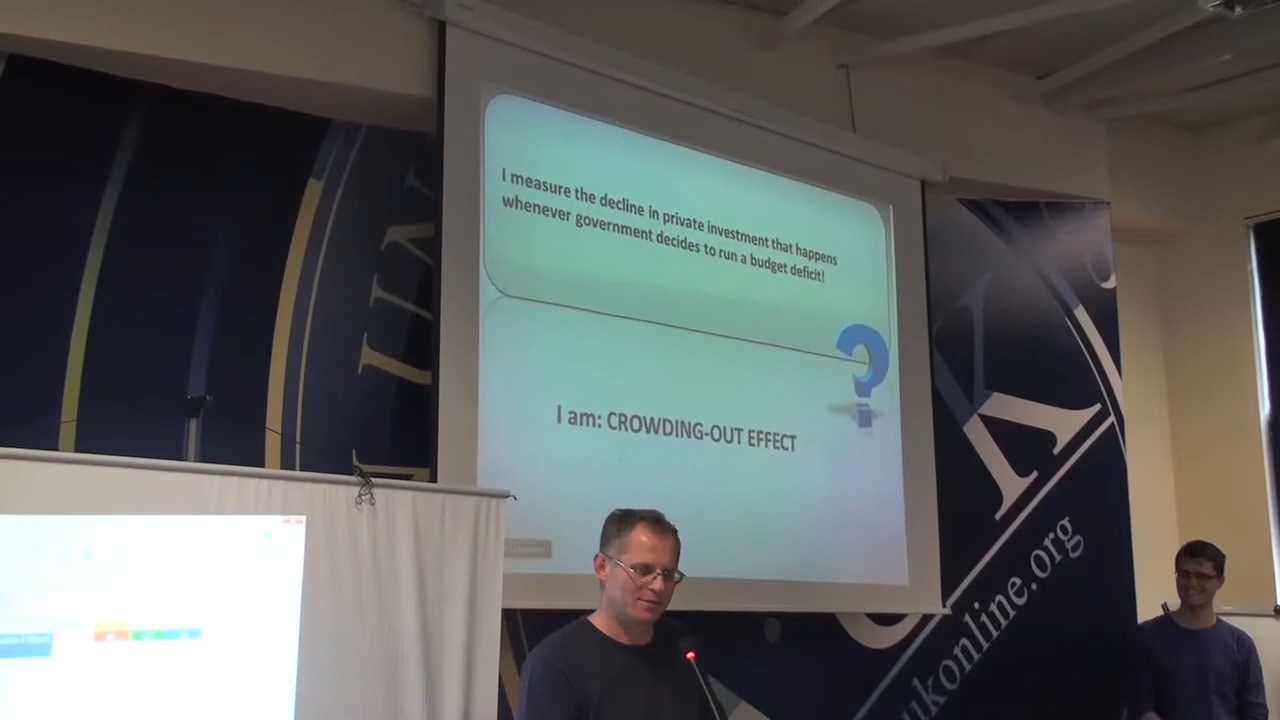 I measure the decline in private investment that happens
whenever government decides to run a budget deficit!
?
I am: CROWDING-OUT EFFECT
UN
K
ukonline.org